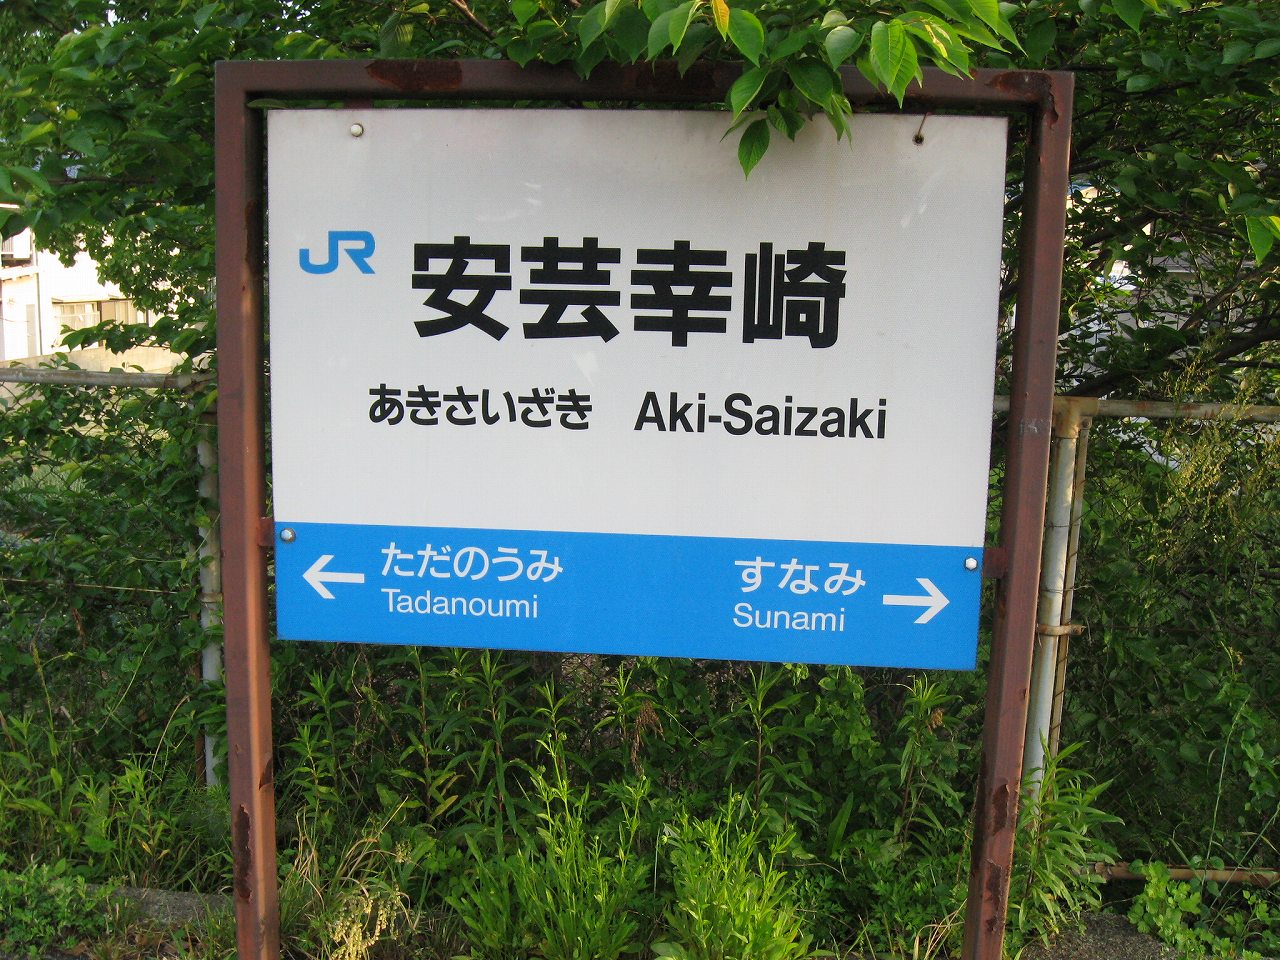 JR 安芸幸崎
あきさいざき Aki-Saizaki
← ただのうみ
Tadanoumi
すなみ →
Sunami